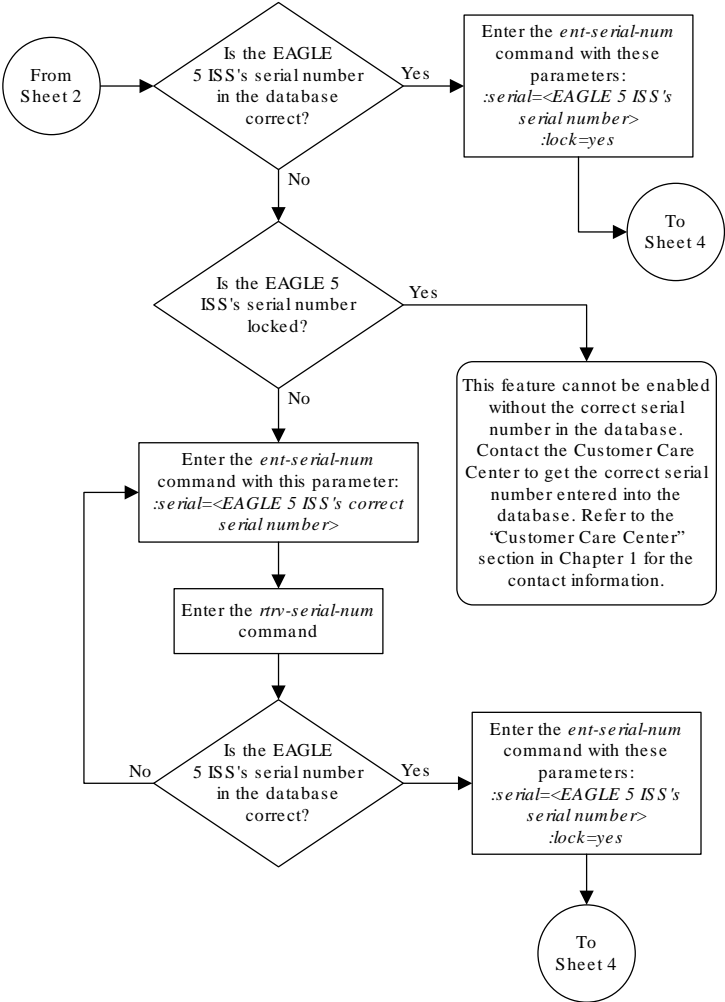 From
Sheet 2
Is the EAGLE
5 ISS's serial number
in the database
correct?
Yes
Enter the ent-serial-num
command with these
parameters:
:serial=<EAGLE 5 ISS's
serial number>
:lock=yes
No
To
Sheet 4
Is the EAGLE 5
ISS's serial number
locked?
Yes
No
This feature cannot be enabled
without the correct serial
number in the database.
Contact the Customer Care
Center to get the correct serial
number entered into the
database. Refer to the
“Customer Care Center”
section in Chapter 1 for the
contact information.
Enter the ent-serial-num
command with this parameter:
:serial=<EAGLE 5 ISS's correct
serial number>
Enter the rtrv-serial-num
command
Is the EAGLE
5 ISS's serial number
in the database
correct?
No
Yes
Enter the ent-serial-num
command with these
parameters:
:serial=<EAGLE 5 ISS's
serial number>
:lock=yes
To
Sheet 4